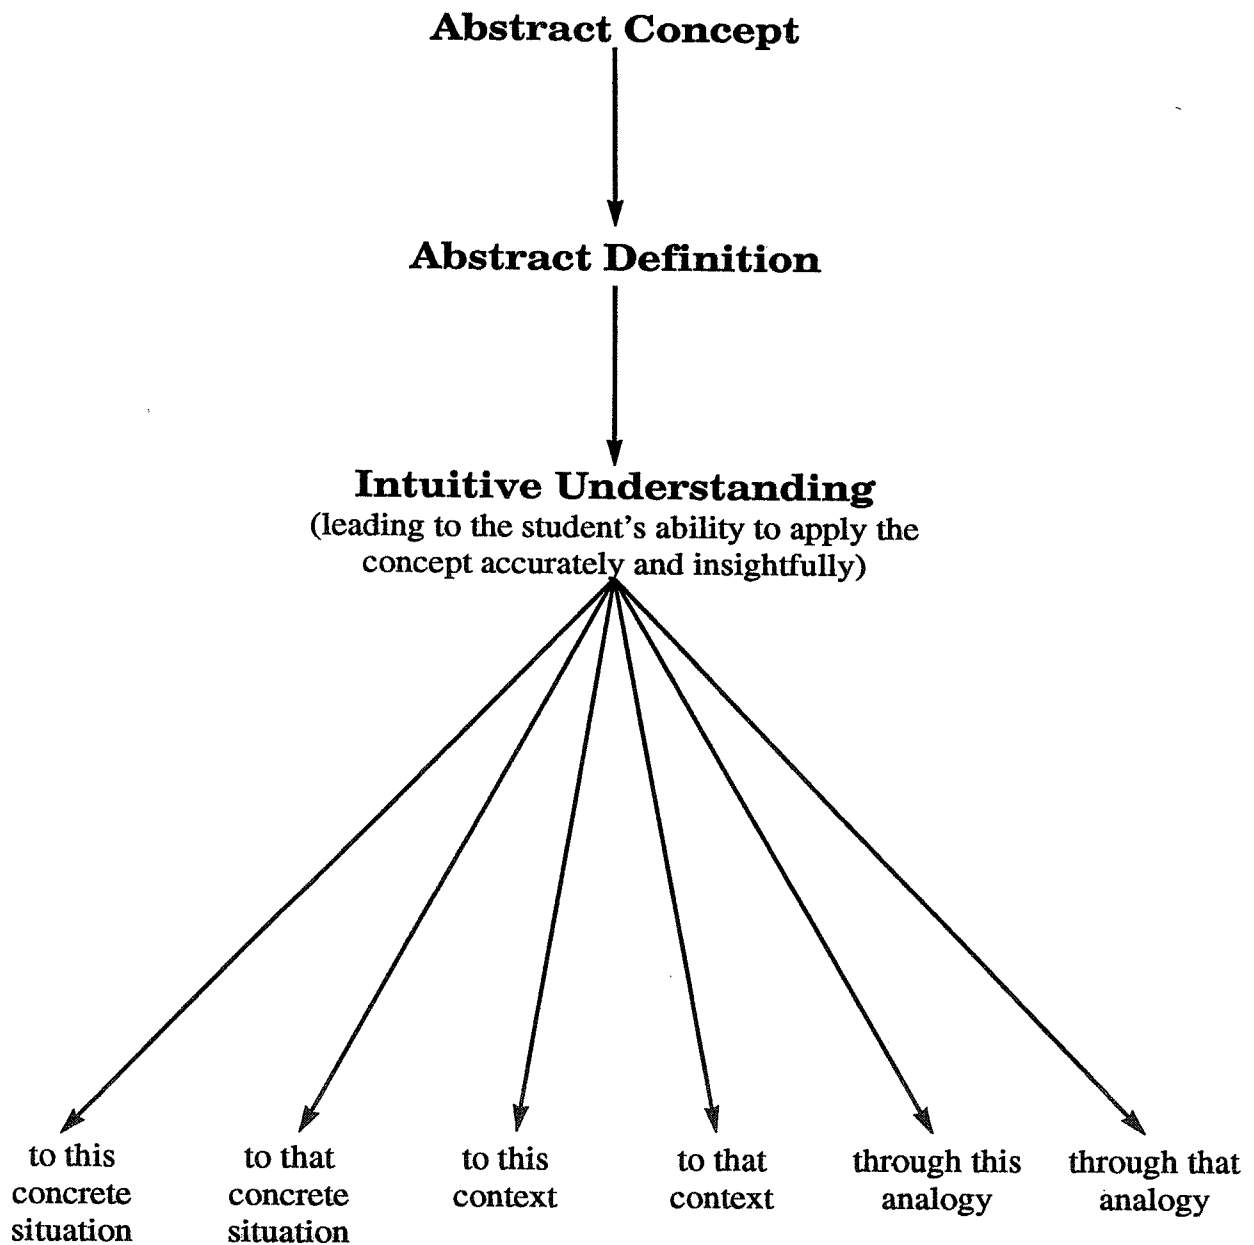 Abstract Concept
Abstract Definition
Intuitive Understanding
(leading to the student's ability to apply the
concept accurately and insightfully)
to this
concrete
situation
to that
concrete
situation
to this
context
to that
context
through this
analogy
through that
analogy